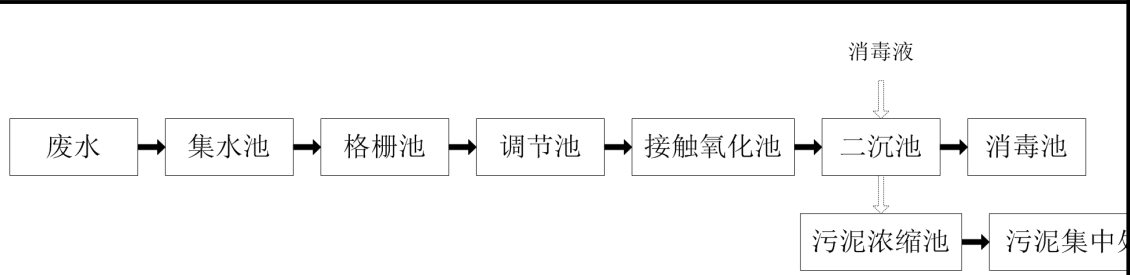 消毒液
废水
集水池
格栅池
调节池
接触氧化池
二沉池
消毒池
污泥浓缩池
污泥集中